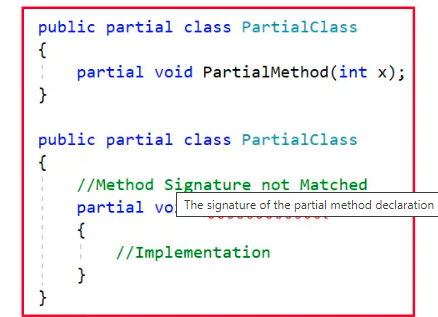 public partial class PartialClass
{
partial void PartialMethod(int x);
}
public partial class PartialClass
{
//Method Signature not Matched
partial vo
The signature of the partial method declaration
{
//Implementation
}
}